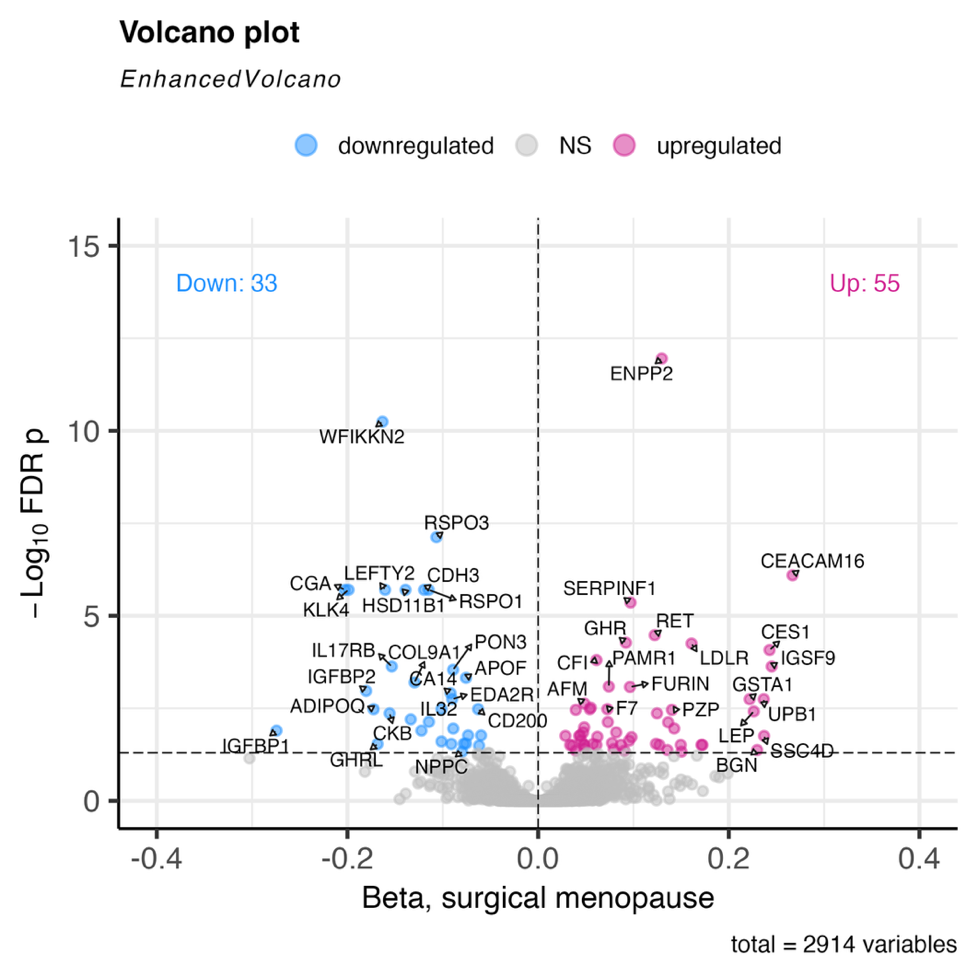 Volcano plot
EnhancedVolcano
downregulated NS upregulated
15
Down: 33 Up: 55
ENPP2
10
WFIKKN2
RSPO3
CEACAM16
LEFTY2 CDH3
CGA SERPINF1
KLK4 HSD11B1 RSPO1
5
GHR RET CES1
IL17RB COL9A1 PON3
CFI PAMR1 LDLR IGSF9
IGFBP2 CA14 APOF
AFM FURIN GSTA1
ADIPOQ IL32 EDA2R
F7 PZP UPB1
CKB CD200
LEP
IGFBP1 SSC4D
GHRL NPPC BGN
0
-0.4 -0.2 0.0 0.2 0.4
−Log10 FDR p
Beta, surgical menopause
total = 2914 variables